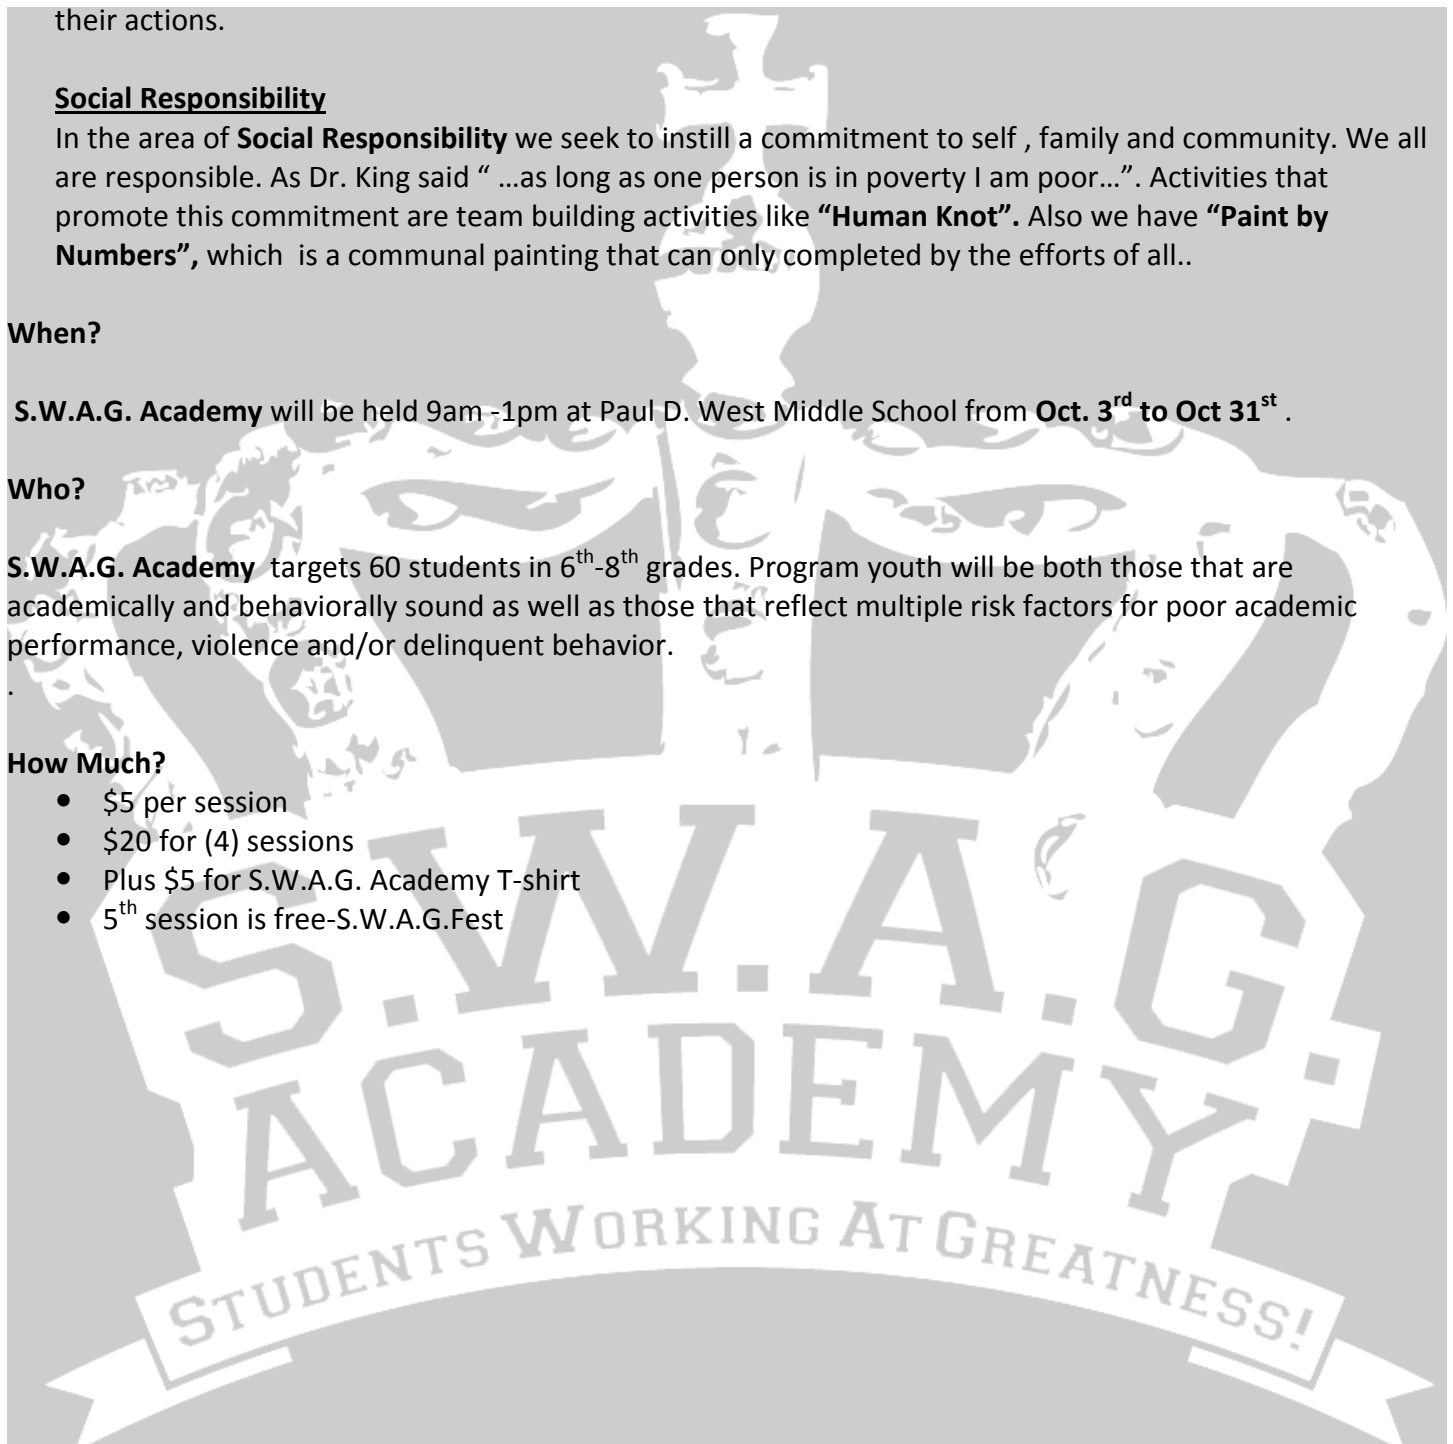 their actions.
Social Responsibility
In the area of Social Responsibility we seek to instill a commitment to self , family and community. We all
are responsible. As Dr. King said “ …as long as one person is in poverty I am poor…”. Activities that
promote this commitment are team building activities like “Human Knot”. Also we have “Paint by
Numbers”, which  is a communal painting that can only completed by the efforts of all..
When?
S.W.A.G. Academy will be held 9am -1pm at Paul D. West Middle School from Oct. 3rd to Oct 31st .
Who?
S.W.A.G. Academy  targets 60 students in 6th-8th grades. Program youth will be both those that are
academically and behaviorally sound as well as those that reflect multiple risk factors for poor academic
performance, violence and/or delinquent behavior.
.
How Much?
• $5 per session
• $20 for (4) sessions
• Plus $5 for S.W.A.G. Academy T-shirt
• 5th session is free-S.W.A.G.Fest
S.W.A.G.
ACADEMY
STUDENTS WORKING AT GREATNESS!